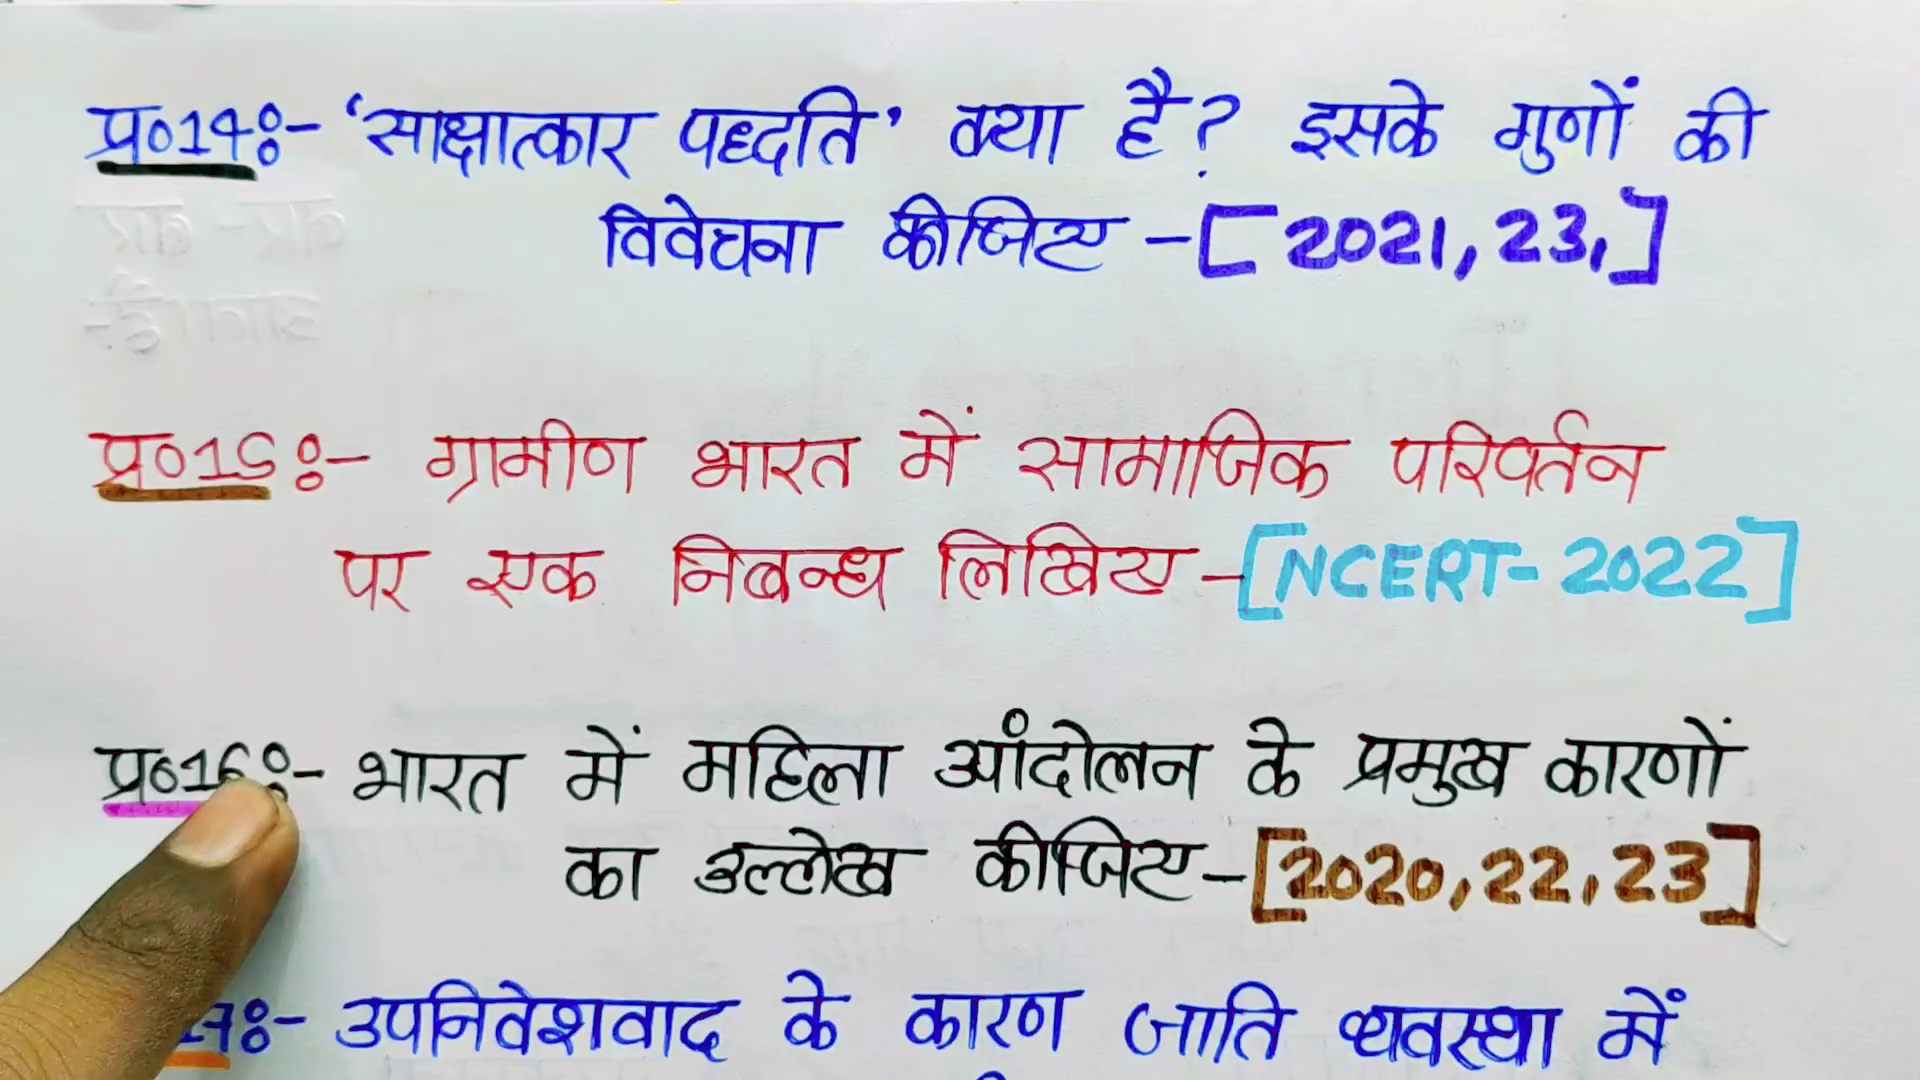 प्र०14ः- 'साक्षात्कार पद्धति' क्या है? इसके गुणों की
विवेचना कीजिए -[2021, 23,]
प्र०15ः- ग्रामीण भारत में सामाजिक परिवर्तन
पर एक निबन्ध लिखिए -[NCERT- 2022]
प्र०16ः- भारत में महिला आंदोलन के प्रमुख कारणों
का उल्लेख कीजिए -[2020, 22, 23]
ः- उपनिवेशवाद के कारण जाति व्यवस्था में